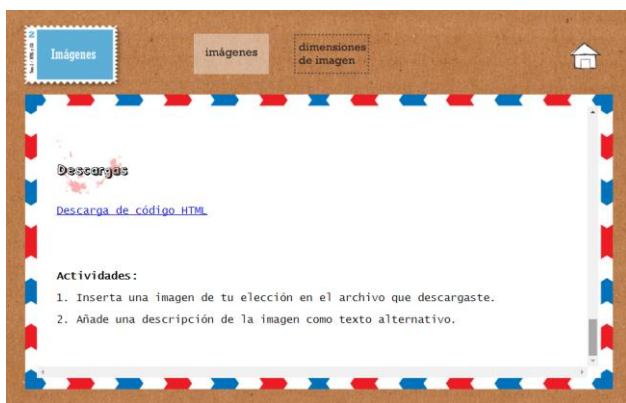 Imágenes
imágenes
dimensiones
de imagen
Descargas
Descarga de código HTML
Actividades:
1. Inserta una imagen de tu elección en el archivo que descargaste.
2. Añade una descripción de la imagen como texto alternativo.